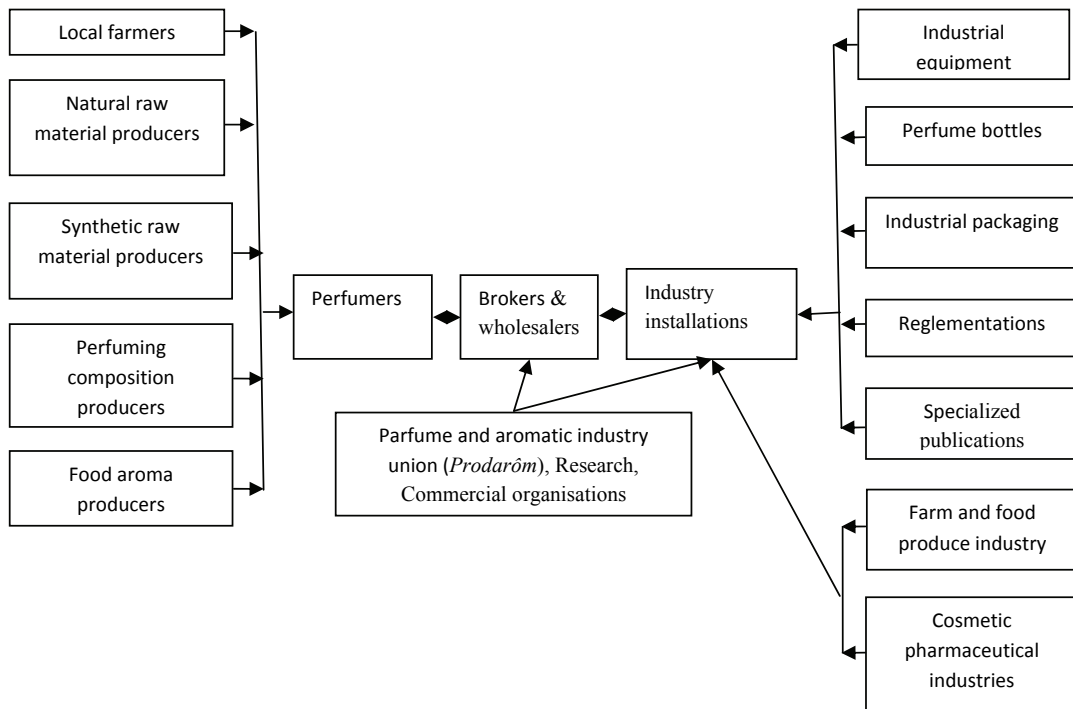 Local farmers
Natural raw
material producers
Synthetic raw
material producers
Perfuming
composition
producers
Food aroma
producers
Perfumers
Brokers &
wholesalers
Industry
installations
Parfume and aromatic industry
union (Prodarôm), Research,
Commercial organisations
Industrial
equipment
Perfume bottles
Industrial packaging
Reglementations
Specialized
publications
Farm and food
produce industry
Cosmetic
pharmaceutical
industries